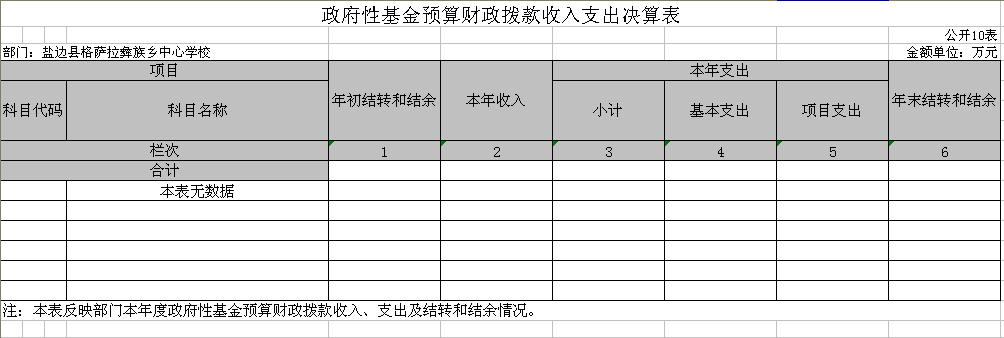 政府性基金预算财政拨款收入支出决算表
公开10表
部门：盐边县格萨拉彝族乡中心学校 金额单位：万元
项目 年初结转和结余 本年收入 本年支出 年末结转和结余
科目代码 科目名称 小计 基本支出 项目支出
栏次 1 2 3 4 5 6
合计
本表无数据
注：本表反映部门本年度政府性基金预算财政拨款收入、支出及结转和结余情况。